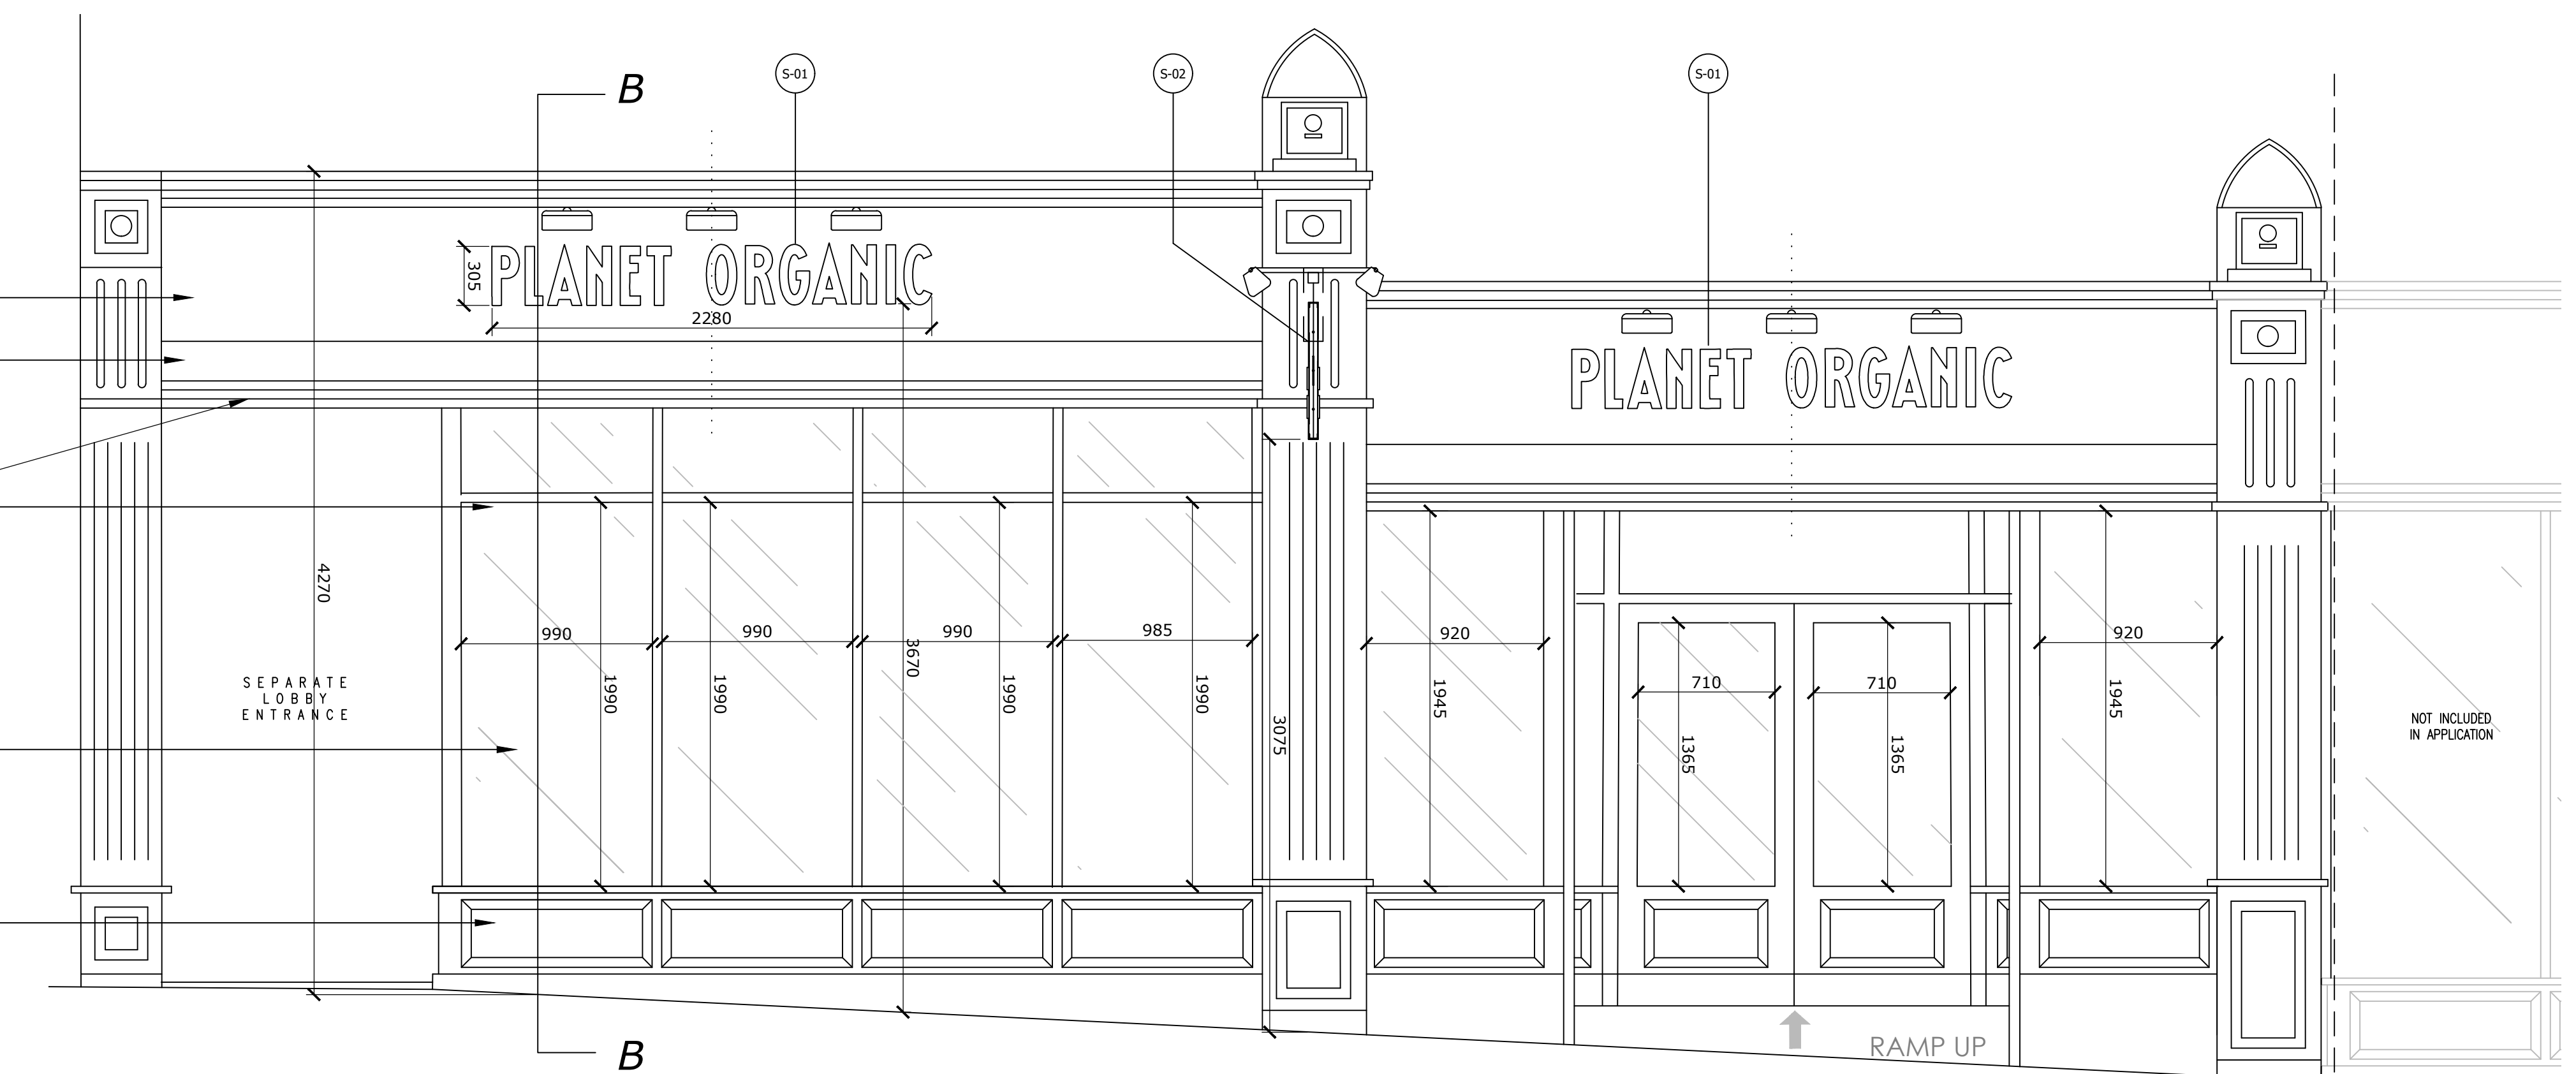 B
S-01
S-02
S-01
PLANET ORGANIC
305
2280
PLANET ORGANIC
4270
990
990
990
985
920
920
3670
710
710
SEPARATE
LOBBY
ENTRANCE
1990
1990
1990
1990
1945
1945
3075
1365
1365
NOT INCLUDED
IN APPLICATION
B
RAMP UP